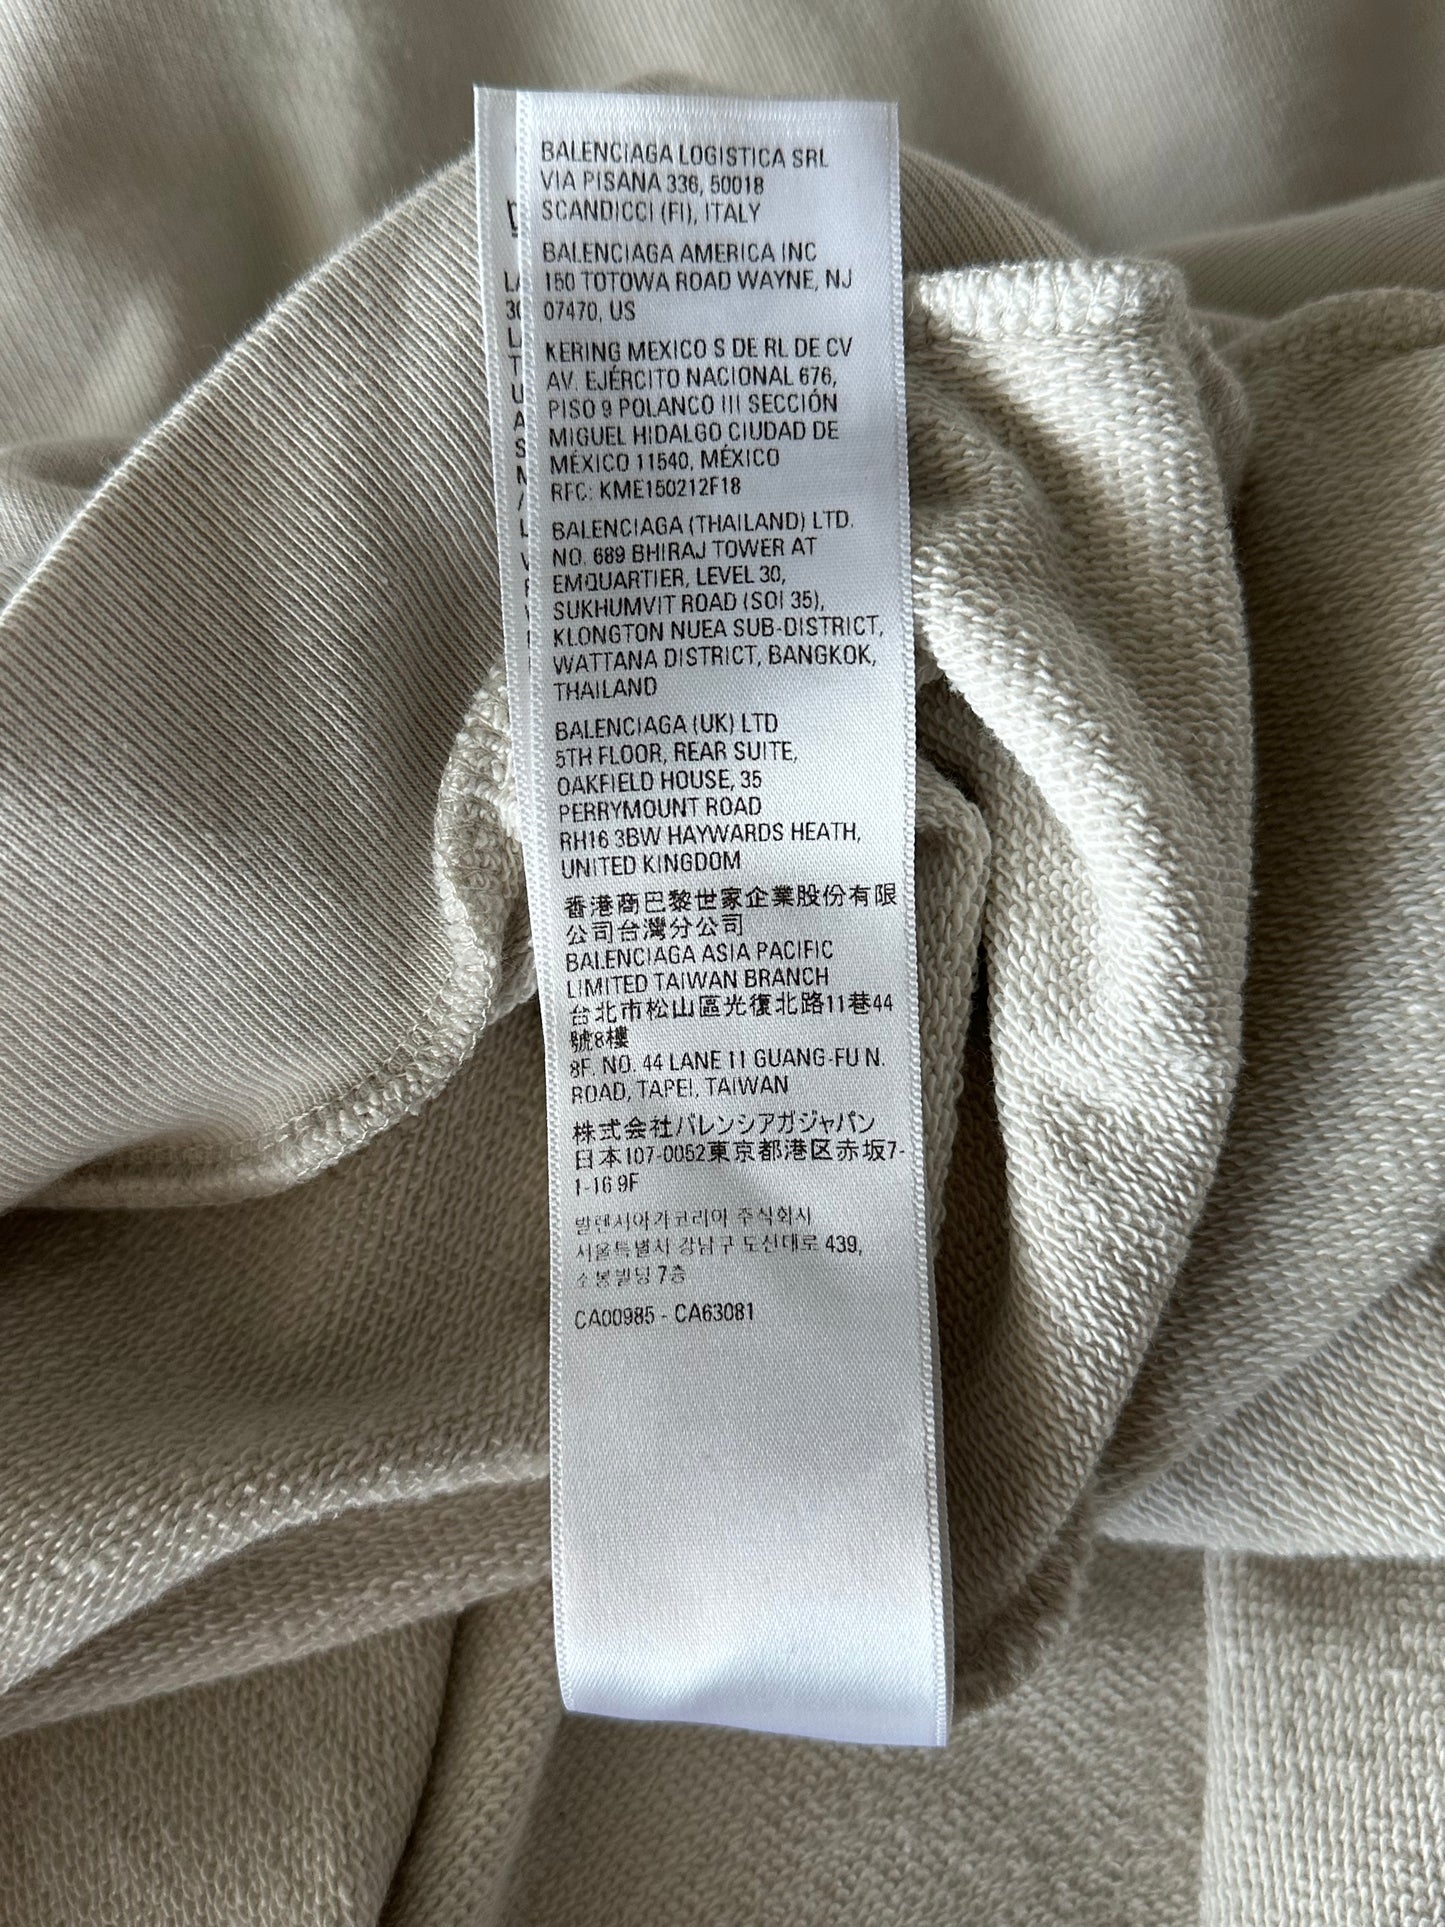 BALENCIAGA LOGISTICA SRL
VIA PISANA 336, 50018
SCANDICCI (FI), ITALY
BALENCIAGA AMERICA INC
150 TOTOWA ROAD WAYNE, NJ
07470, US
KERING MEXICO S DE RL DE CV
AV. EJÉRCITO NACIONAL 676,
PISO 9 POLANCO III SECCIÓN
MIGUEL HIDALGO CIUDAD DE
MÉXICO 11540, MÉXICO
RFC: KME150212F18
BALENCIAGA (THAILAND) LTD.
NO. 689 BHIRAJ TOWER AT
EMQUARTIER, LEVEL 30,
SUKHUMVIT ROAD (SOI 35),
KLONGTON NUEA SUB-DISTRICT,
WATTANA DISTRICT, BANGKOK,
THAILAND
BALENCIAGA (UK) LTD
5TH FLOOR, REAR SUITE,
OAKFIELD HOUSE, 35
PERRYMOUNT ROAD
RH16 3BW HAYWARDS HEATH,
UNITED KINGDOM
香港商巴黎世家企業股份有限
公司台灣分公司
BALENCIAGA ASIA PACIFIC
LIMITED TAIWAN BRANCH
台北市松山區光復北路11巷44
號8樓
8F. NO. 44 LANE 11 GUANG-FU N.
ROAD, TAPEI, TAIWAN
株式会社バレンシアガジャパン
日本107-0052東京都港区赤坂7-
1-16 9F
발렌시아가코리아 주식회사
서울특별시 강남구 도산대로 439,
소봉빌딩 7층
CA00985 - CA63081